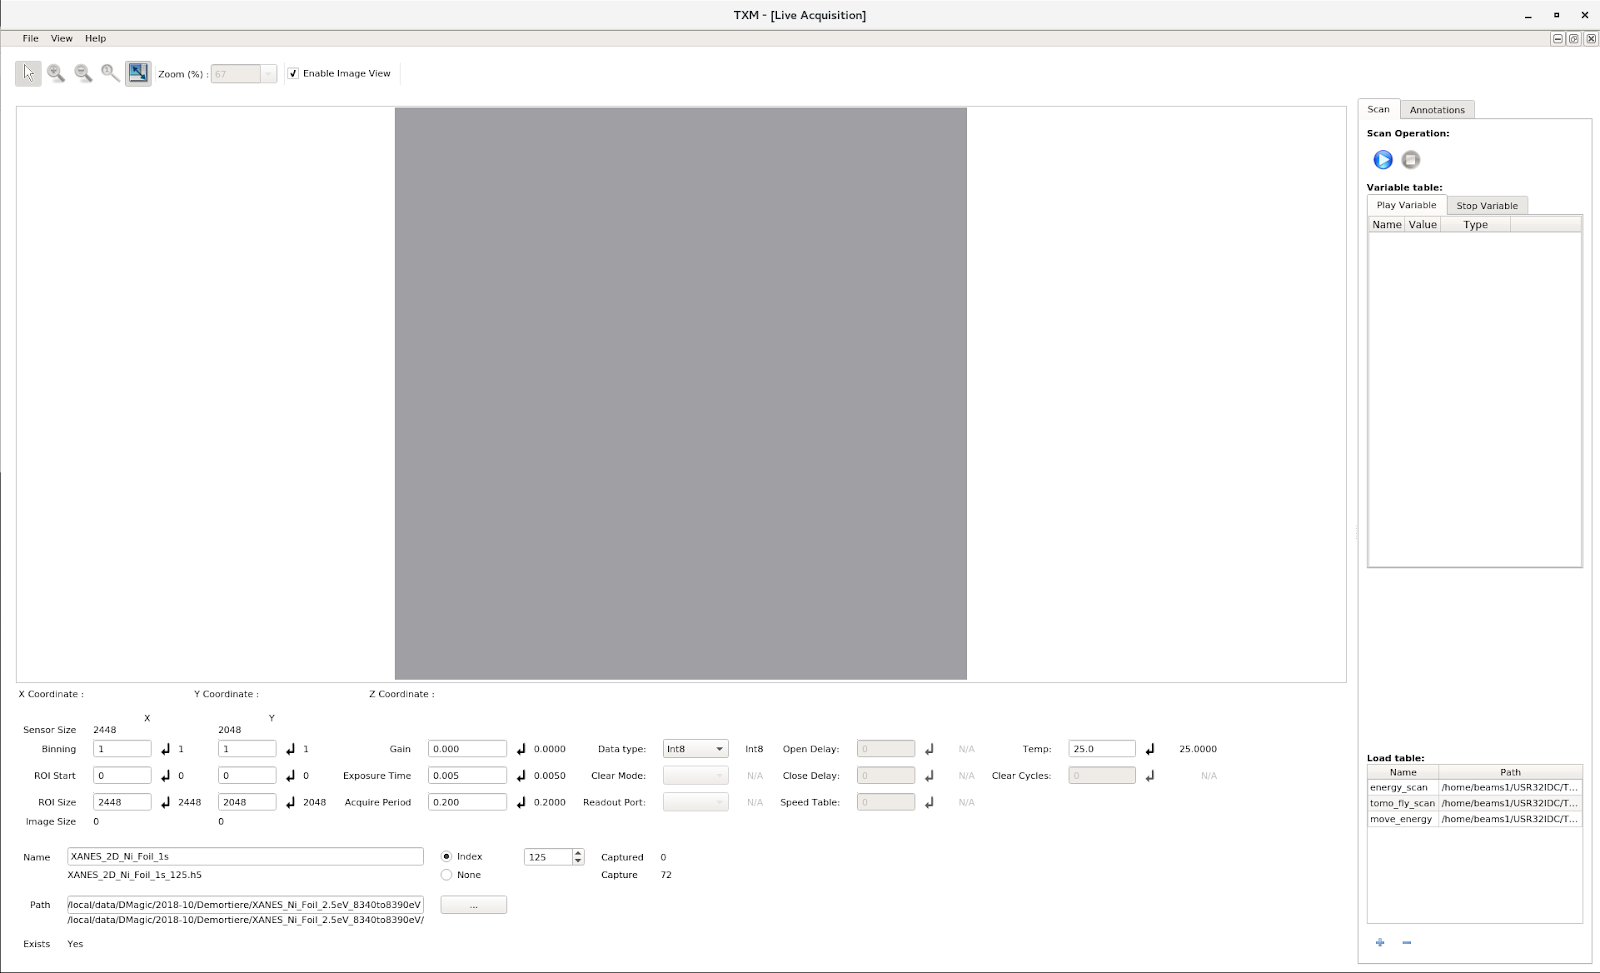 TXM - [Live Acquisition]
File View Help
Zoom (%) : 67 Enable Image View
Scan Annotations
Scan Operation:
Variable table:
Play Variable Stop Variable
Name Value Type
X Coordinate : Y Coordinate : Z Coordinate :
X Y
Sensor Size 2448 2048
Binning 1 1 1 1 Gain 0.000 0.0000 Data type: Int8 Int8 Open Delay: 0 N/A Temp: 25.0 25.0000
ROI Start 0 0 0 0 Exposure Time 0.005 0.0050 Clear Mode: N/A Close Delay: 0 N/A Clear Cycles: 0 N/A
ROI Size 2448 2448 2048 2048 Acquire Period 0.200 0.2000 Readout Port: N/A Speed Table: 0 N/A
Image Size 0 0
Name XANES_2D_Ni_Foil_1s Index 125 Captured 0
XANES_2D_Ni_Foil_1s_125.h5 None Capture 72
Path /local/data/DMagic/2018-10/Demortiere/XANES_Ni_Foil_2.5eV_8340to8390eV ...
/local/data/DMagic/2018-10/Demortiere/XANES_Ni_Foil_2.5eV_8340to8390eV/
Exists Yes
Load table:
Name Path
energy_scan /home/beams1/USR32IDC/T...
tomo_fly_scan /home/beams1/USR32IDC/T...
move_energy /home/beams1/USR32IDC/T...